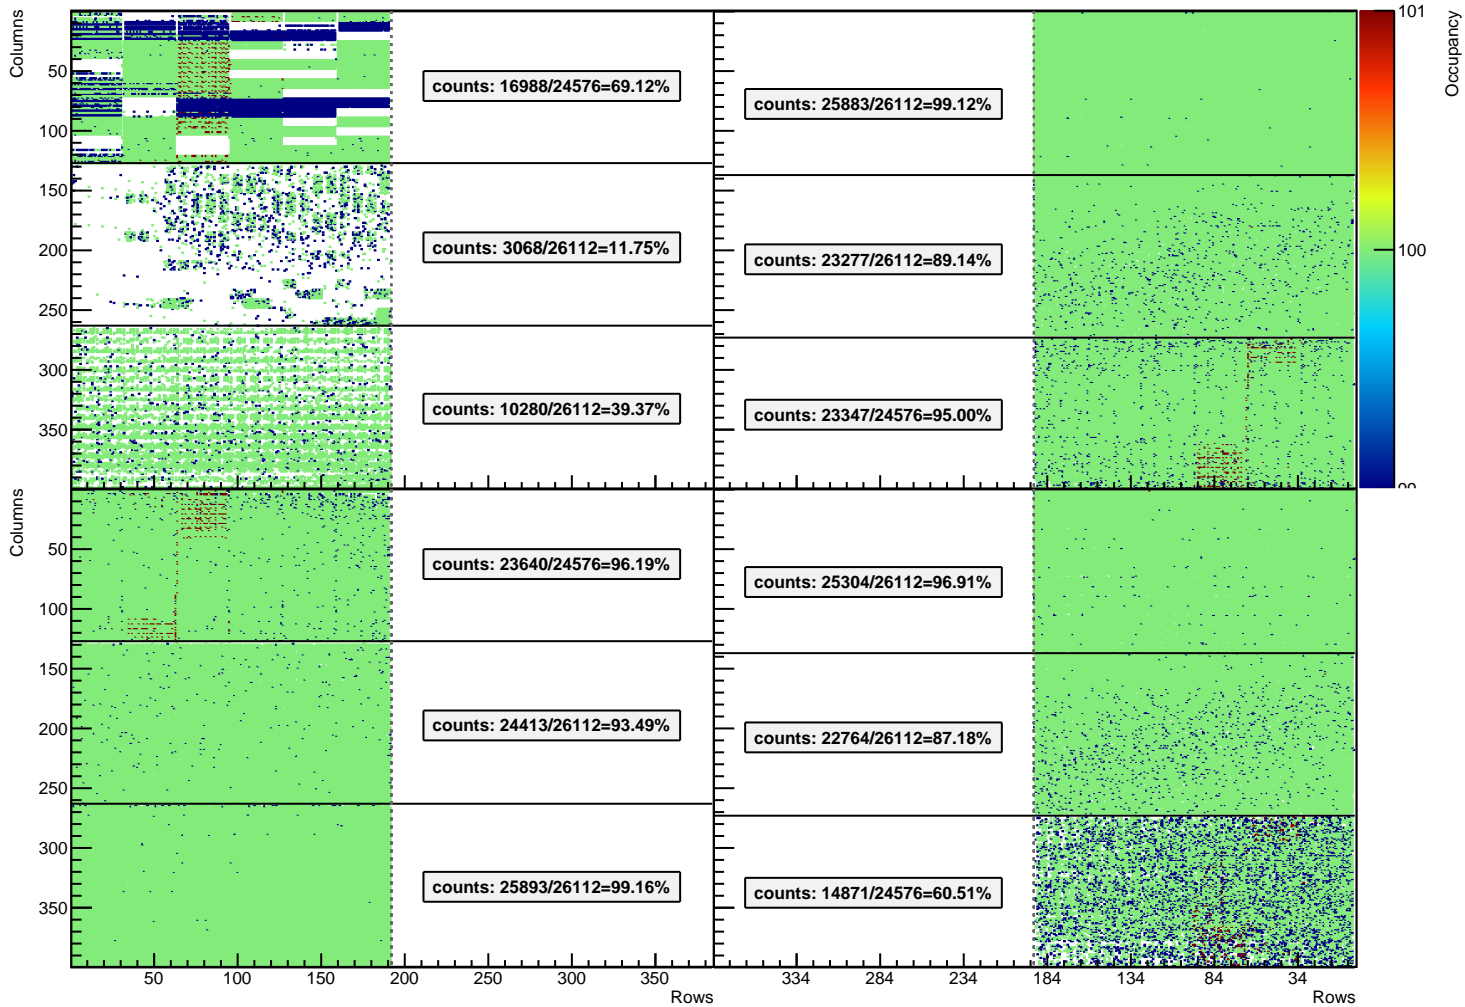 Columns
50
100
150
200
250
300
350
counts: 16988/24576=69.12%
counts: 3068/26112=11.75%
counts: 10280/26112=39.37%
counts: 25883/26112=99.12%
counts: 23277/26112=89.14%
counts: 23347/24576=95.00%
101
100
Occupancy
Columns
50
100
150
200
250
300
350
counts: 23640/24576=96.19%
counts: 24413/26112=93.49%
counts: 25893/26112=99.16%
counts: 25304/26112=96.91%
counts: 22764/26112=87.18%
counts: 14871/24576=60.51%
50 100 150 200 250 300 350
Rows
334 284 234 184 134 84 34
Rows